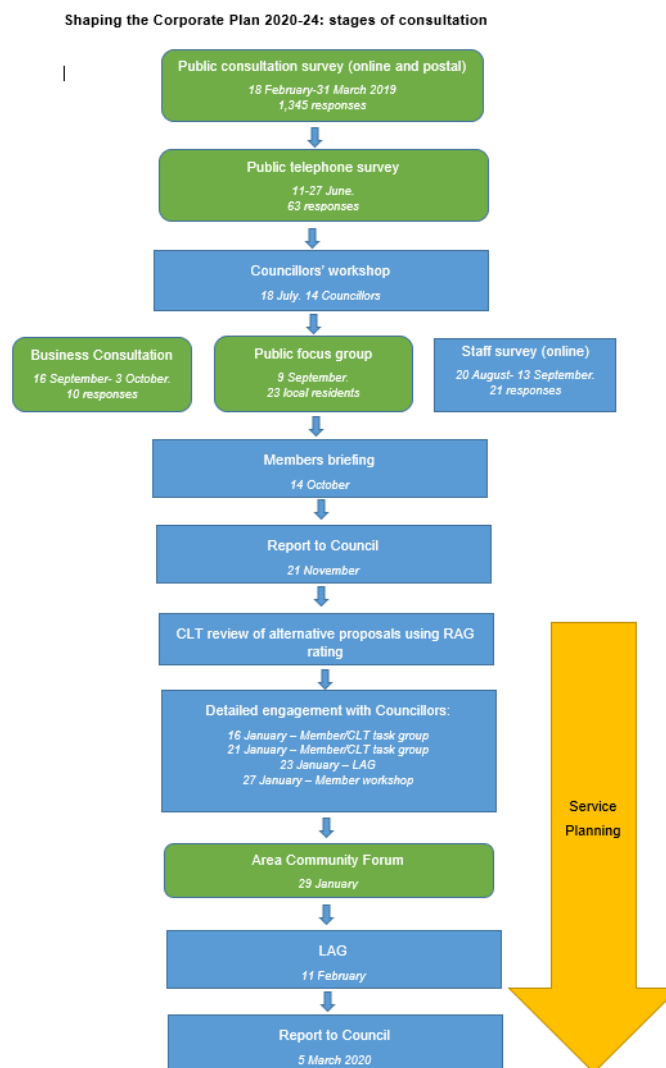 Shaping the Corporate Plan 2020-24: stages of consultation
Public consultation survey (online and postal)
18 February-31 March 2019
1,345 responses
Public telephone survey
11-27 June.
63 responses
Councillors' workshop
18 July. 14 Councillors
Business Consultation
16 September- 3 October.
10 responses
Public focus group
9 September.
23 local residents
Staff survey (online)
20 August- 13 September.
21 responses
Members briefing
14 October
Report to Council
21 November
CLT review of alternative proposals using RAG
rating
Detailed engagement with Councillors:
16 January – Member/CLT task group
21 January – Member/CLT task group
23 January – LAG
27 January – Member workshop
Service
Planning
Area Community Forum
29 January
LAG
11 February
Report to Council
5 March 2020